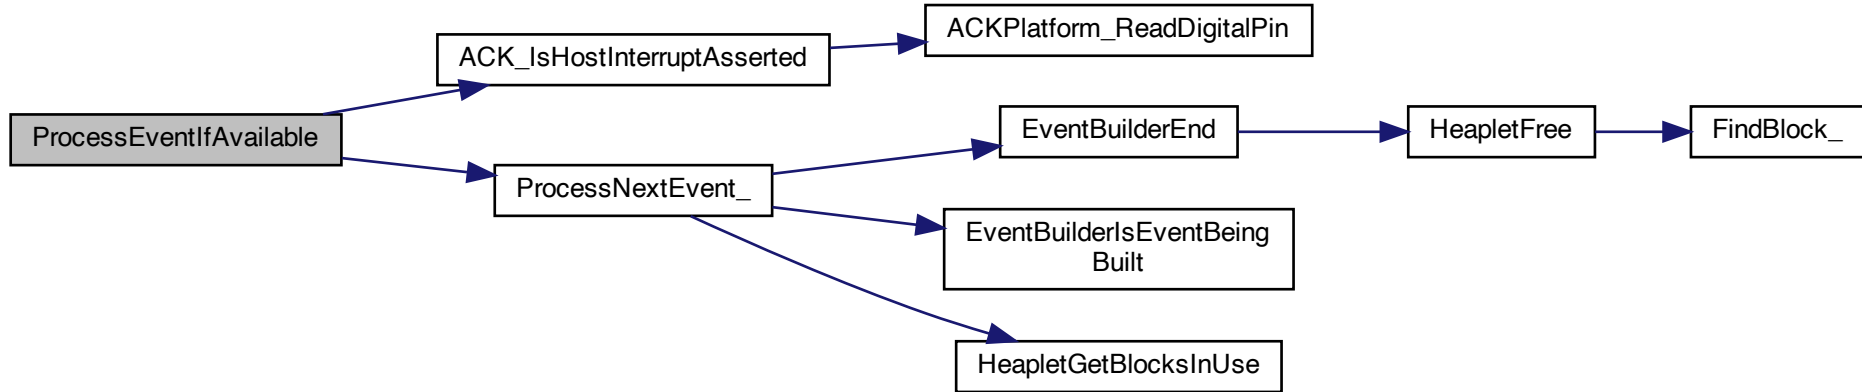 ProcessEventIfAvailable
ACK_IsHostInterruptAsserted
ACKPlatform_ReadDigitalPin
ProcessNextEvent_
EventBuilderEnd
HeapletFree
FindBlock_
EventBuilderIsEventBeing
Built
HeapletGetBlocksInUse